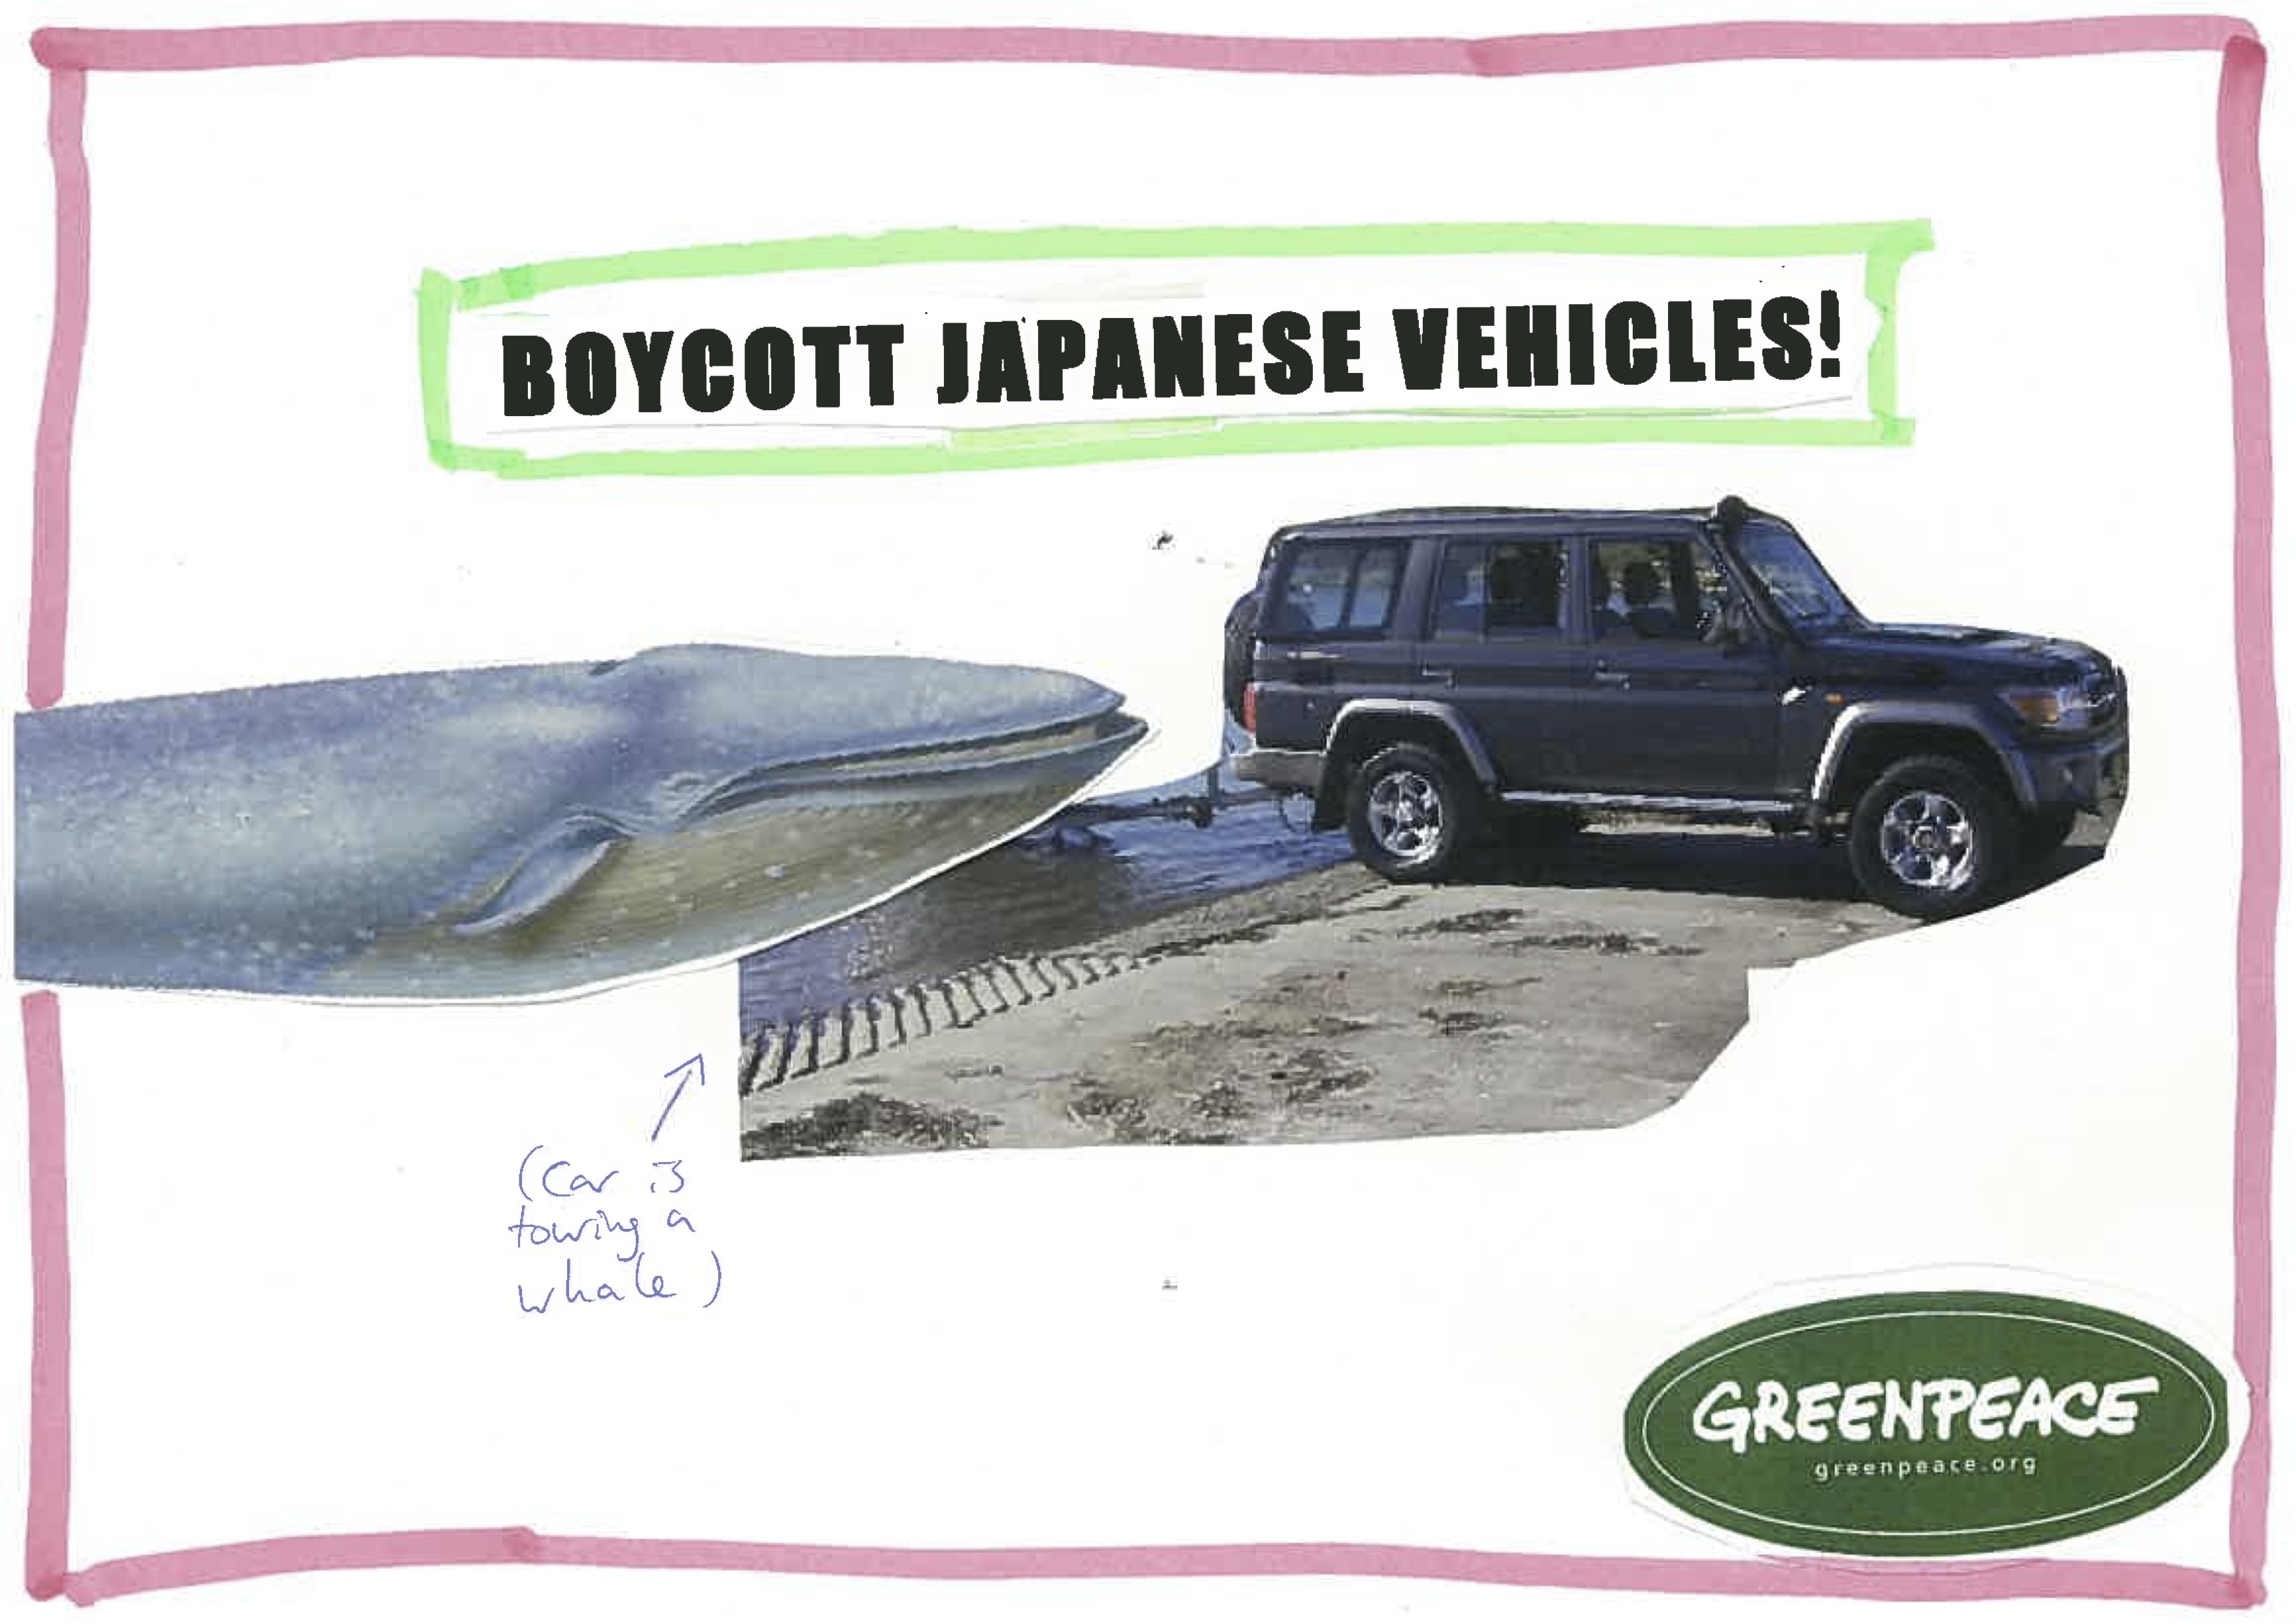 BOYCOTT JAPANESE VEHICLES!
(Car is
towing a
whale)
GREENPEACE
greenpeace.org